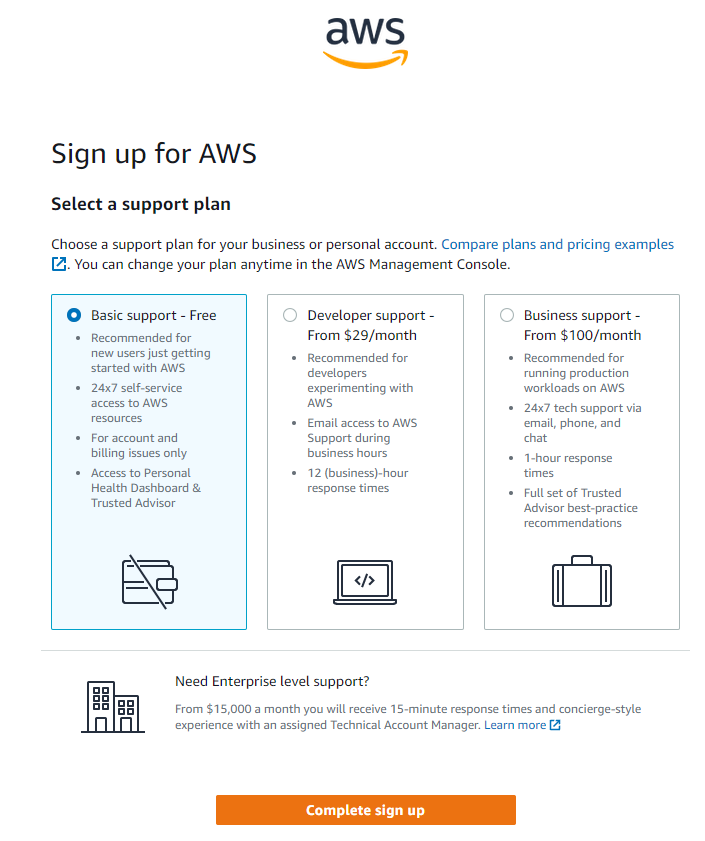 aws
Sign up for AWS
Select a support plan
Choose a support plan for your business or personal account. Compare plans and pricing examples
. You can change your plan anytime in the AWS Management Console.
Basic support - Free
• Recommended for
new users just getting
started with AWS
• 24x7 self-service
access to AWS
resources
• For account and
billing issues only
• Access to Personal
Health Dashboard &
Trusted Advisor
Developer support -
From $29/month
• Recommended for
developers
experimenting with
AWS
• Email access to AWS
Support during
business hours
• 12 (business)-hour
response times
</>
Business support -
From $100/month
• Recommended for
running production
workloads on AWS
• 24x7 tech support via
email, phone, and
chat
• 1-hour response
times
• Full set of Trusted
Advisor best-practice
recommendations
Need Enterprise level support?
From $15,000 a month you will receive 15-minute response times and concierge-style
experience with an assigned Technical Account Manager. Learn more
Complete sign up